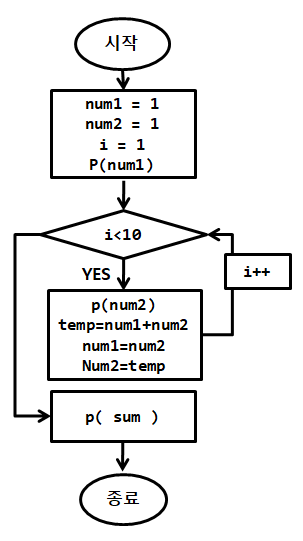 시작
num1 = 1
num2 = 1
i = 1
P(num1)
i<10
i++
YES
p(num2)
temp=num1+num2
num1=num2
Num2=temp
p( sum )
종료